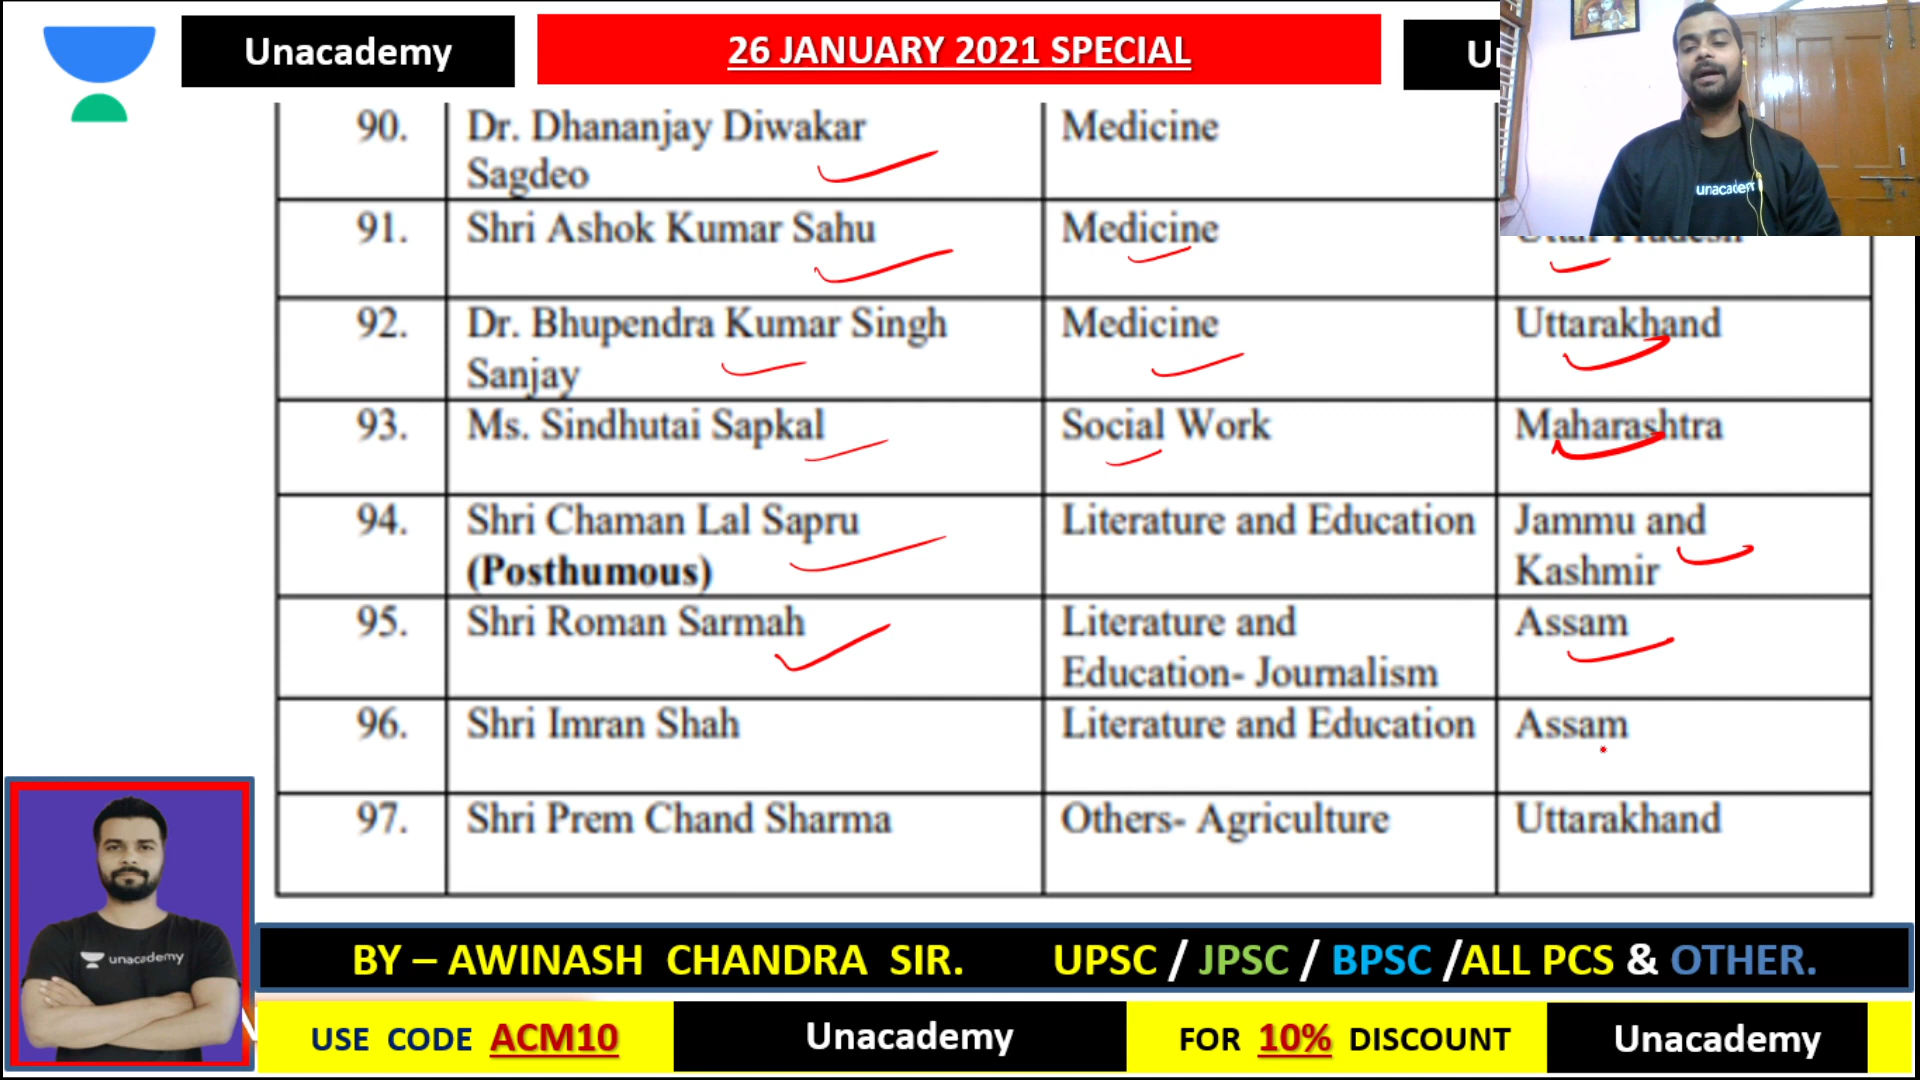 Unacademy
26 JANUARY 2021 SPECIAL
unacademy
90. Dr. Dhananjay Diwakar Medicine
Sagdeo
91. Shri Ashok Kumar Sahu Medicine Uttar Pradesh
92. Dr. Bhupendra Kumar Singh Medicine Uttarakhand
Sanjay
93. Ms. Sindhutai Sapkal Social Work Maharashtra
94. Shri Chaman Lal Sapru Literature and Education Jammu and
(Posthumous) Kashmir
95. Shri Roman Sarmah Literature and Assam
Education- Journalism
96. Shri Imran Shah Literature and Education Assam
97. Shri Prem Chand Sharma Others- Agriculture Uttarakhand
unacademy
BY – AWINASH CHANDRA SIR. UPSC / JPSC / BPSC /ALL PCS & OTHER.
USE CODE ACM10 Unacademy FOR 10% DISCOUNT Unacademy